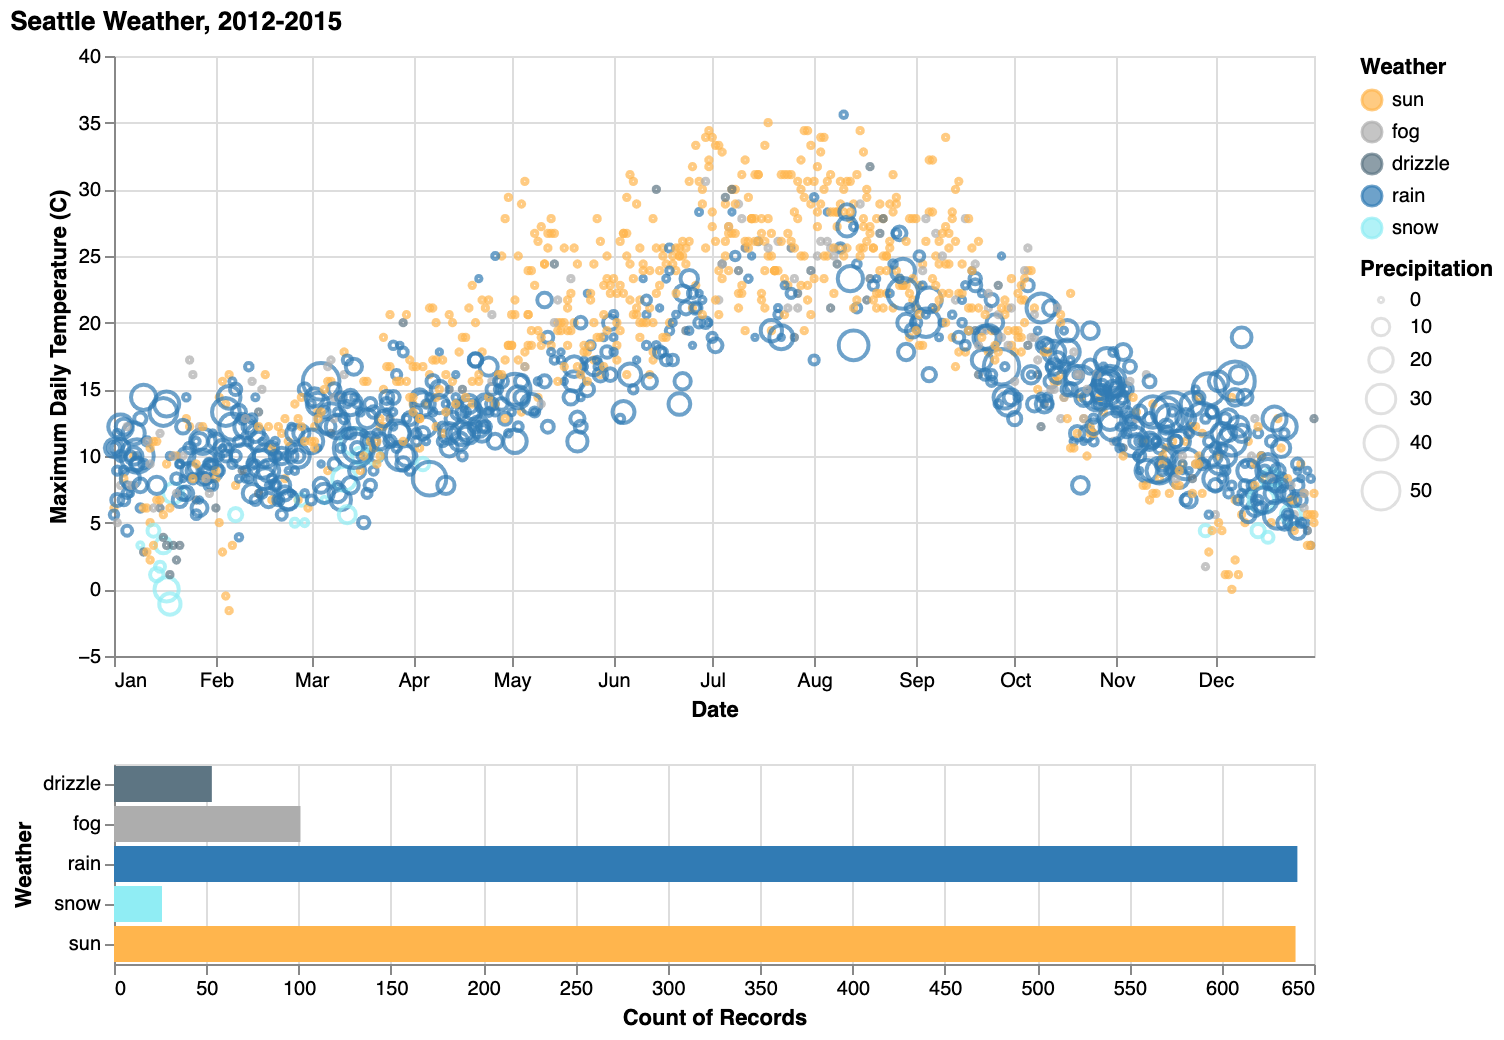 Seattle Weather, 2012-2015
Maximum Daily Temperature (C)
40
35
30
25
20
15
10
5
0
−5
Jan Feb Mar Apr May Jun Jul Aug Sep Oct Nov Dec
Date
Weather
sun
fog
drizzle
rain
snow
Precipitation
0
10
20
30
40
50
Weather
drizzle
fog
rain
snow
sun
0 50 100 150 200 250 300 350 400 450 500 550 600 650
Count of Records